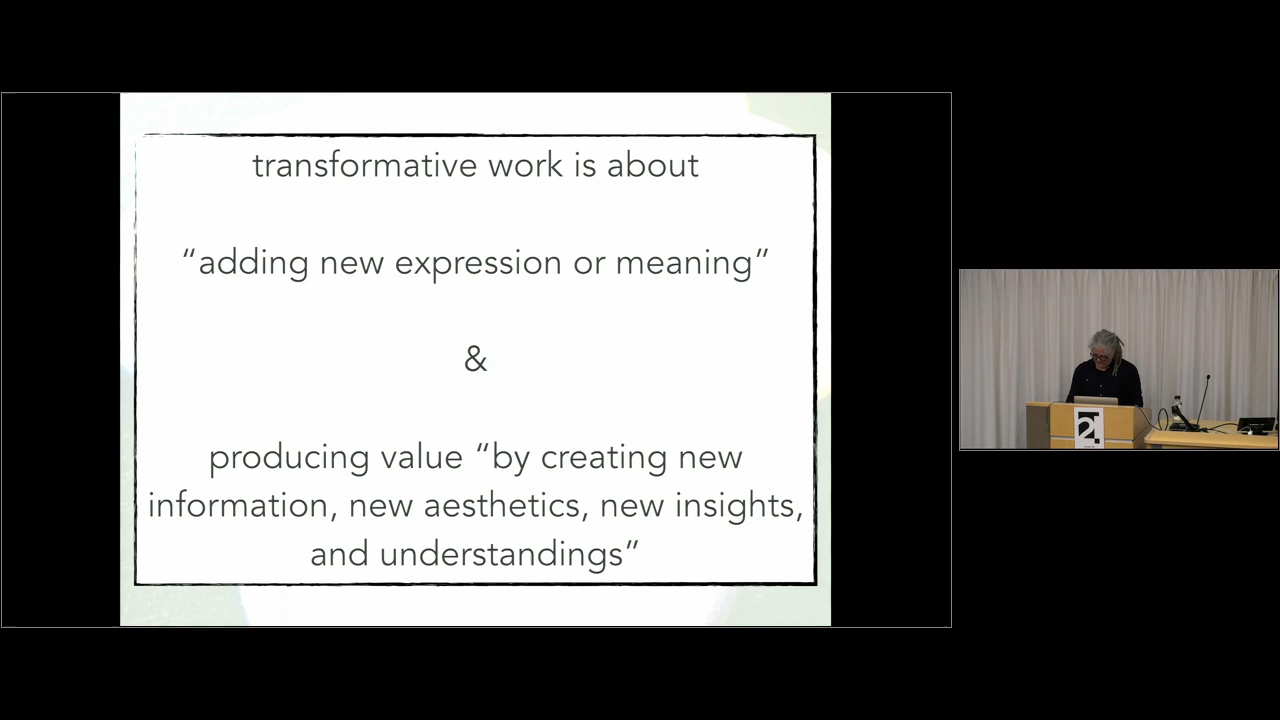 transformative work is about
“adding new expression or meaning”
&
producing value “by creating new
information, new aesthetics, new insights,
and understandings”
2